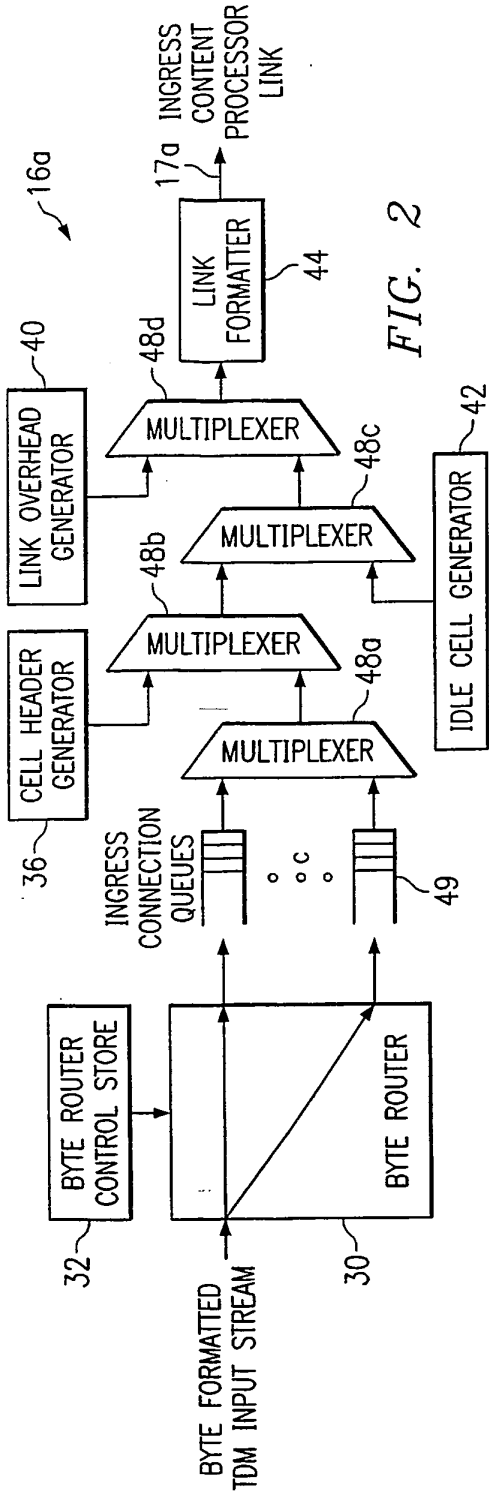 16a
40
LINK OVERHEAD
GENERATOR
CELL HEADER
GENERATOR
36
BYTE ROUTER
CONTROL STORE
32
BYTE FORMATTED
TDM INPUT STREAM
BYTE ROUTER
30
INGRESS
CONNECTION
QUEUES
c
49
MULTIPLEXER
48a
MULTIPLEXER
48b
MULTIPLEXER
48c
MULTIPLEXER
48d
IDLE CELL GENERATOR
42
LINK
FORMATTER
44
17a
INGRESS
CONTENT
PROCESSOR
LINK
FIG. 2